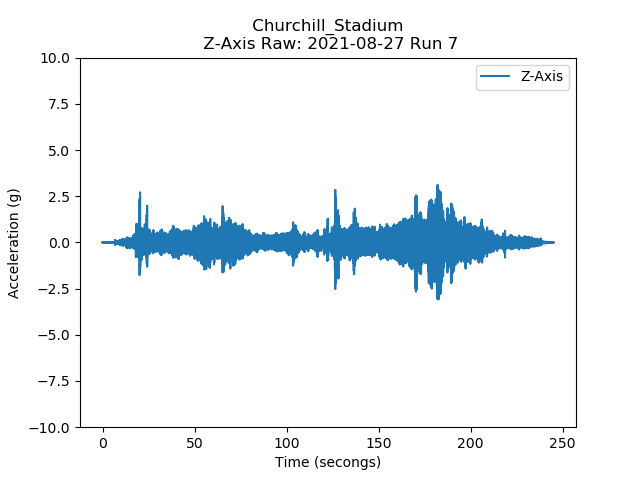 Churchill_Stadium
Z-Axis Raw: 2021-08-27 Run 7
Z-Axis
10.0
7.5
5.0
2.5
0.0
−2.5
−5.0
−7.5
−10.0
Acceleration (g)
0 50 100 150 200 250
Time (secongs)